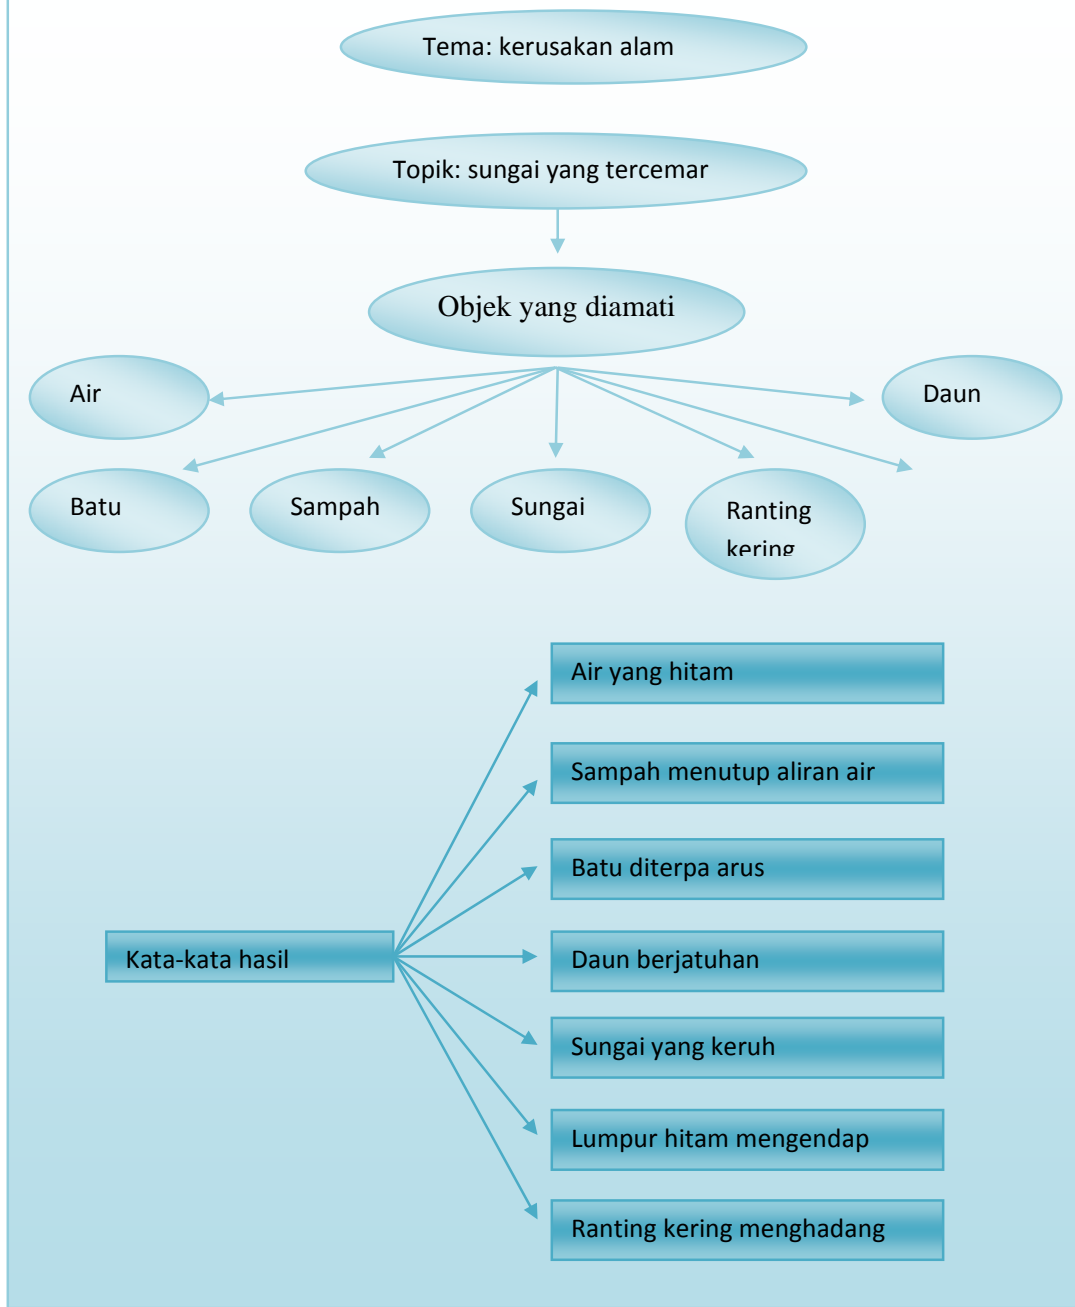 Tema: kerusakan alam
Topik: sungai yang tercemar
Objek yang diamati
Air
Daun
Batu
Sampah
Sungai
Ranting
kering
Air yang hitam
Sampah menutup aliran air
Batu diterpa arus
Kata-kata hasil
Daun berjatuhan
Sungai yang keruh
Lumpur hitam mengendap
Ranting kering menghadang